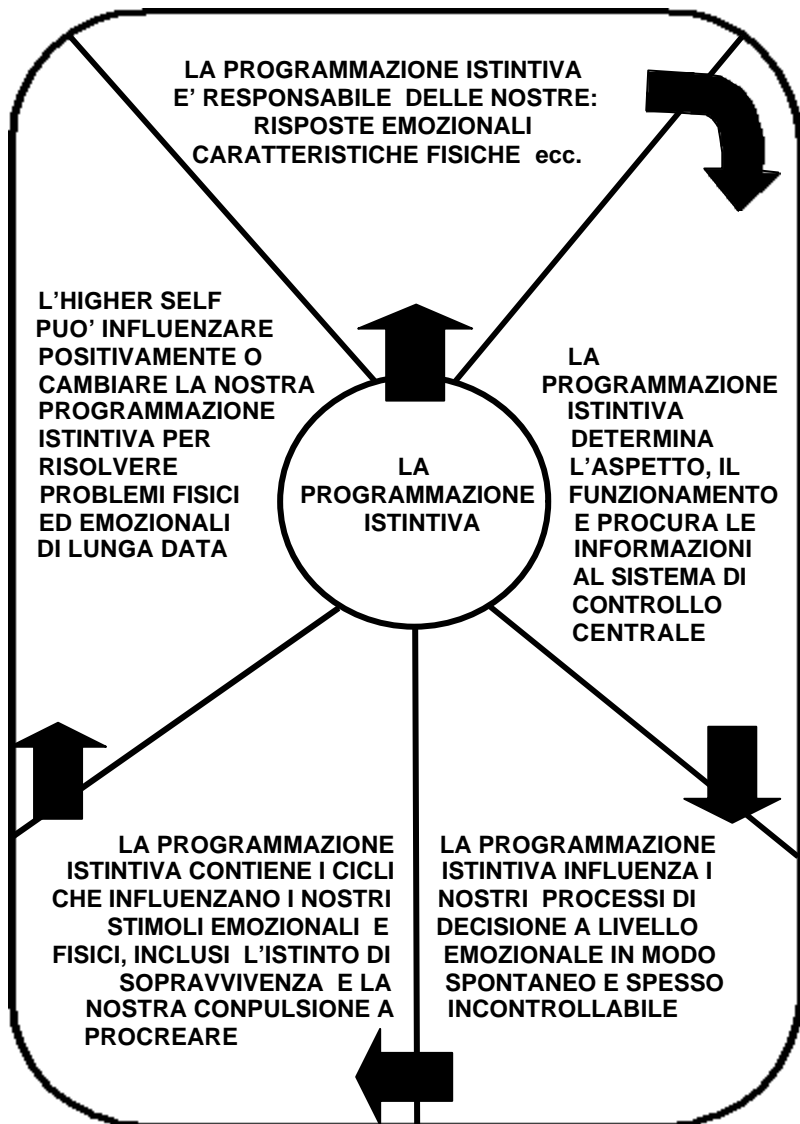 LA PROGRAMMAZIONE ISTINTIVA
E' RESPONSABILE DELLE NOSTRE:
RISPOSTE EMOZIONALI
CARATTERISTICHE FISICHE ecc.
LA
PROGRAMMAZIONE
ISTINTIVA
LA
PROGRAMMAZIONE
ISTINTIVA
DETERMINA
L'ASPETTO, IL
FUNZIONAMENTO
E PROCURA LE
INFORMAZIONI
AL SISTEMA DI
CONTROLLO
CENTRALE
LA PROGRAMMAZIONE
ISTINTIVA INFLUENZA I
NOSTRI PROCESSI DI
DECISIONE A LIVELLO
EMOZIONALE IN MODO
SPONTANEO E SPESSO
INCONTROLLABILE
LA PROGRAMMAZIONE
ISTINTIVA CONTIENE I CICLI
CHE INFLUENZANO I NOSTRI
STIMOLI EMOZIONALI E
FISICI, INCLUSI L'ISTINTO DI
SOPRAVVIVENZA E LA
NOSTRA CONPULSIONE A
PROCREARE
L'HIGHER SELF
PUO' INFLUENZARE
POSITIVAMENTE O
CAMBIARE LA NOSTRA
PROGRAMMAZIONE
ISTINTIVA PER
RISOLVERE
PROBLEMI FISICI
ED EMOZIONALI
DI LUNGA DATA